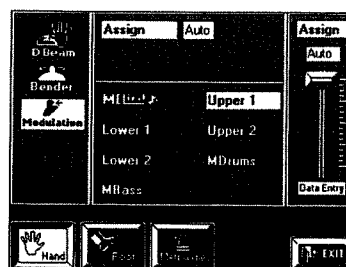 D Beam
Bender
Modulation
Assign Auto
Upper 1
Lower 1 Upper 2
Lower 2 MDrums
MBass
Assign
Auto
Data Entry
Hand
Foot
EXIT